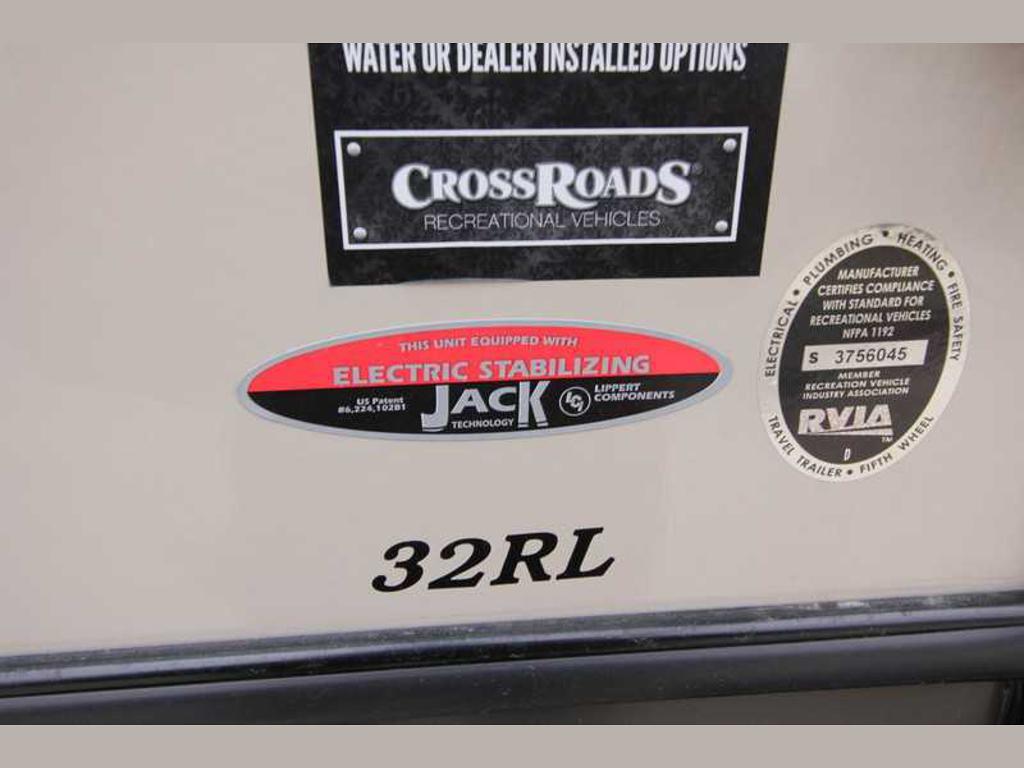 WATER OR DEALER INSTALLED OPTIONS
CROSSROADS®
RECREATIONAL VEHICLES
THIS UNIT EQUIPPED WITH
ELECTRIC STABILIZING
US Patent
#6,224,102B1
JACK
TECHNOLOGY
LCI
LIPPERT
COMPONENTS
ELECTRICAL • PLUMBING • HEATING • FIRE SAFETY
MANUFACTURER
CERTIFIES COMPLIANCE
WITH STANDARD FOR
RECREATIONAL VEHICLES
NFPA 1192
S 3756045
MEMBER
RECREATION VEHICLE
INDUSTRY ASSOCIATION
RVIA
TM
D
TRAVEL TRAILER • FIFTH WHEEL
32RL